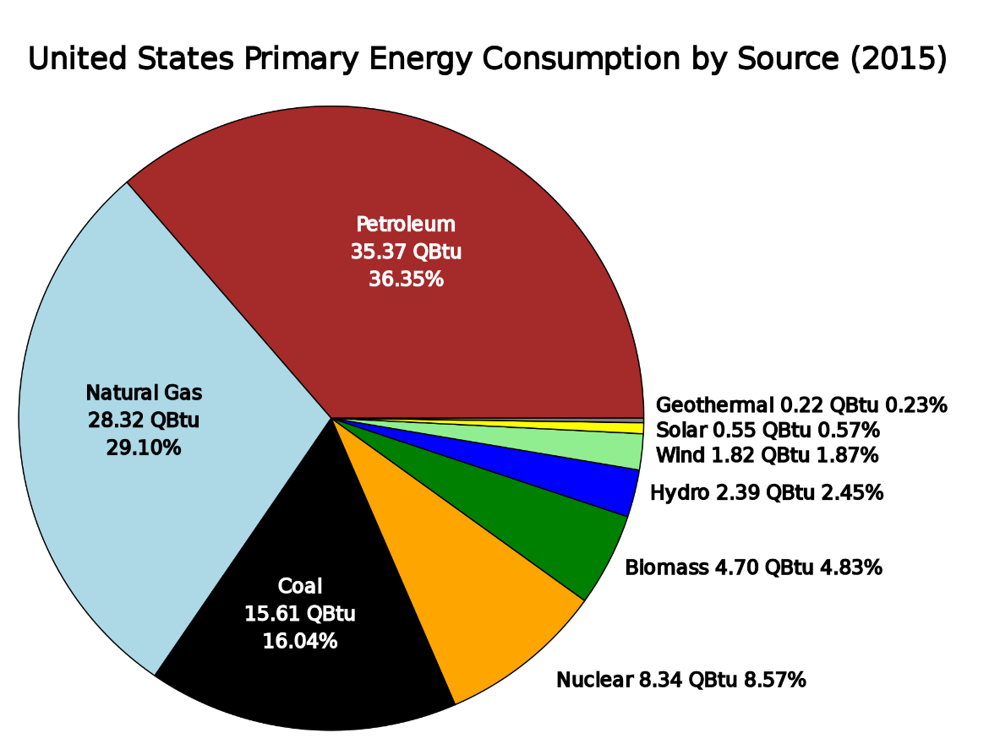 United States Primary Energy Consumption by Source (2015)
Petroleum
35.37 QBtu
36.35%
Natural Gas
28.32 QBtu
29.10%
Geothermal 0.22 QBtu 0.23%
Solar 0.55 QBtu 0.57%
Wind 1.82 QBtu 1.87%
Hydro 2.39 QBtu 2.45%
Biomass 4.70 QBtu 4.83%
Coal
15.61 QBtu
16.04%
Nuclear 8.34 QBtu 8.57%